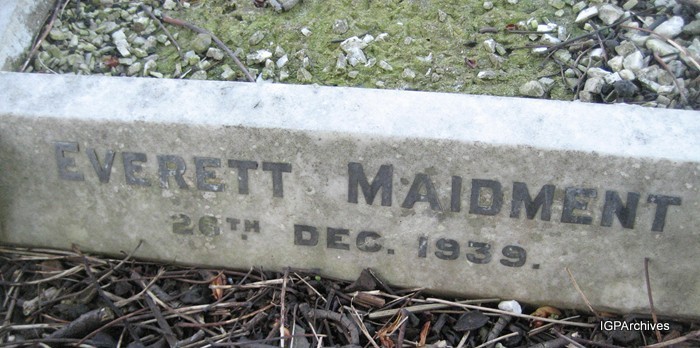 EVERETT MAIDMENT
26TH DEC. 1939.
IGPArchives